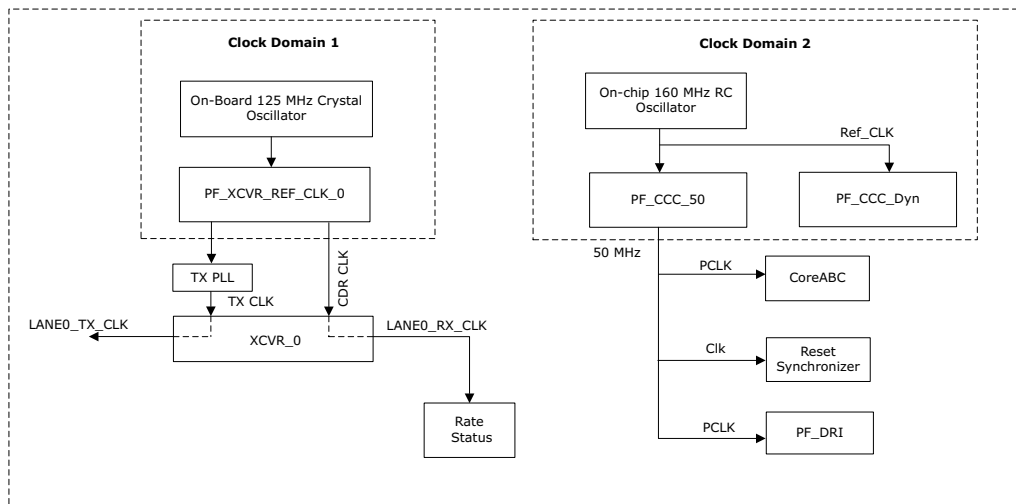 Clock Domain 1
On-Board 125 MHz Crystal
Oscillator
PF_XCVR_REF_CLK_0
TX PLL
TX CLK
CDR CLK
LANE0_TX_CLK
XCVR_0
LANE0_RX_CLK
Rate
Status
Clock Domain 2
On-chip 160 MHz RC
Oscillator
Ref_CLK
PF_CCC_50
PF_CCC_Dyn
50 MHz
PCLK
CoreABC
Clk
Reset
Synchronizer
PCLK
PF_DRI